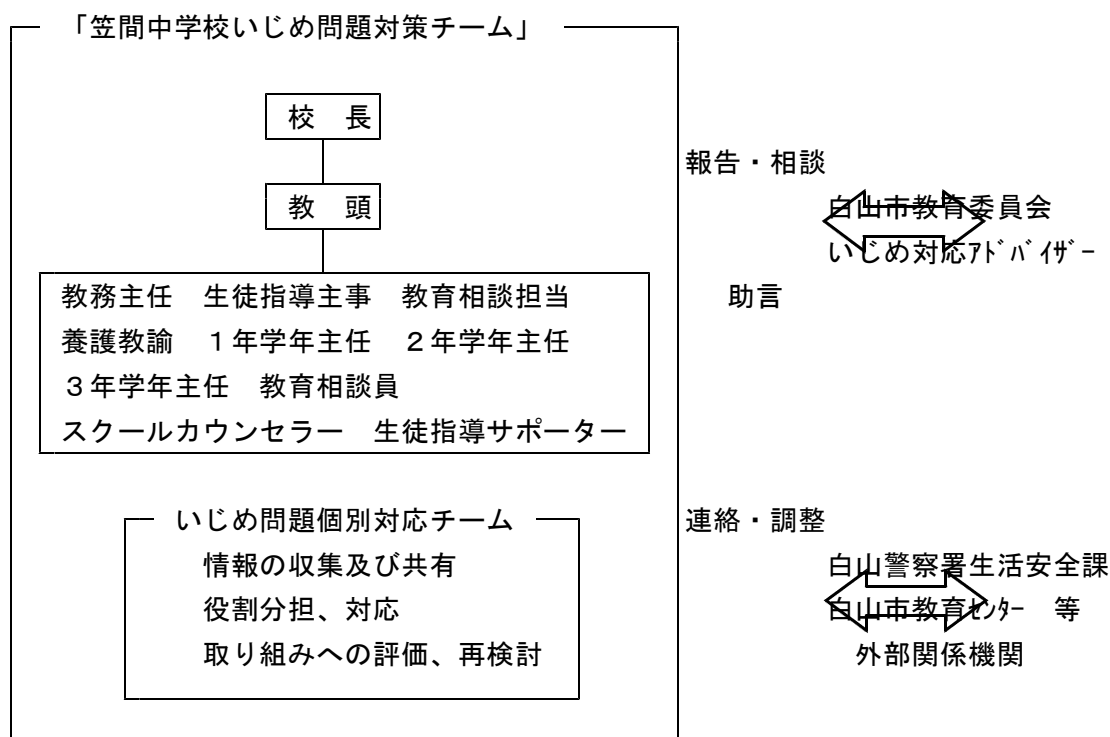 「笠間中学校いじめ問題対策チーム」
校　長
教　頭
教務主任　生徒指導主事　教育相談担当
養護教諭　１年学年主任　２年学年主任
３年学年主任　教育相談員
スクールカウンセラー　生徒指導サポーター
いじめ問題個別対応チーム
情報の収集及び共有
役割分担、対応
取り組みへの評価、再検討
報告・相談
白山市教育委員会
いじめ対応ｱﾄﾞﾊﾞｲｻﾞｰ
助言
連絡・調整
白山警察署生活安全課
白山市教育ｾﾝﾀｰ　等
外部関係機関